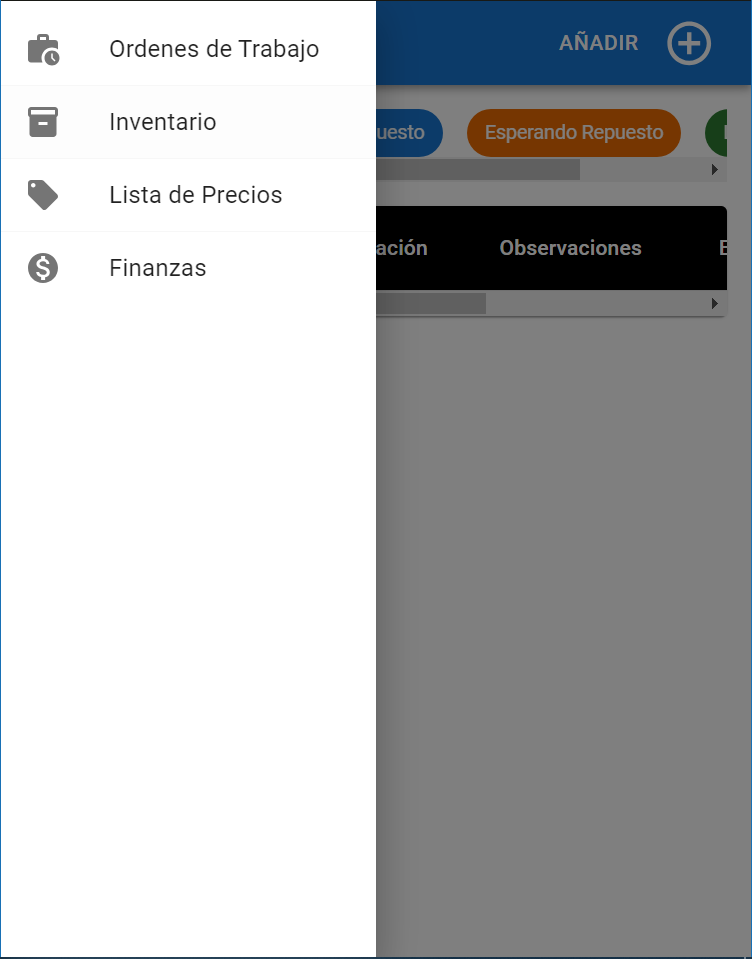 Ordenes de Trabajo
AÑADIR
Inventario
uesto
Esperando Repuesto
Lista de Precios
ación
Observaciones
Finanzas